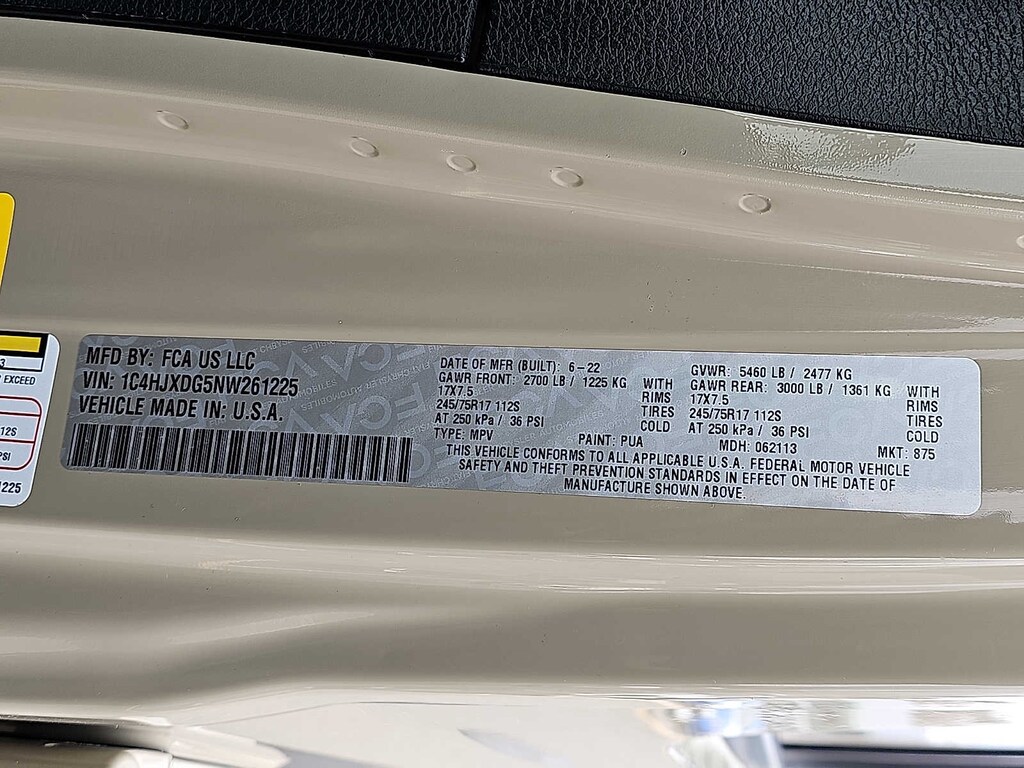 MFD BY: FCA US LLC
VIN: 1C4HJXDG5NW261225
VEHICLE MADE IN: U.S.A.
DATE OF MFR (BUILT): 6-22
GAWR FRONT: 2700 LB / 1225 KG WITH
17X7.5 RIMS
245/75R17 112S TIRES
AT 250 kPa / 36 PSI COLD
TYPE: MPV PAINT: PUA
GVWR: 5460 LB / 2477 KG
GAWR REAR: 3000 LB / 1361 KG WITH
17X7.5 RIMS
245/75R17 112S TIRES
AT 250 kPa / 36 PSI COLD
MDH: 062113 MKT: 875
THIS VEHICLE CONFORMS TO ALL APPLICABLE U.S.A. FEDERAL MOTOR VEHICLE
SAFETY AND THEFT PREVENTION STANDARDS IN EFFECT ON THE DATE OF
MANUFACTURE SHOWN ABOVE.
3
EXCEED
12S
PSI
1225